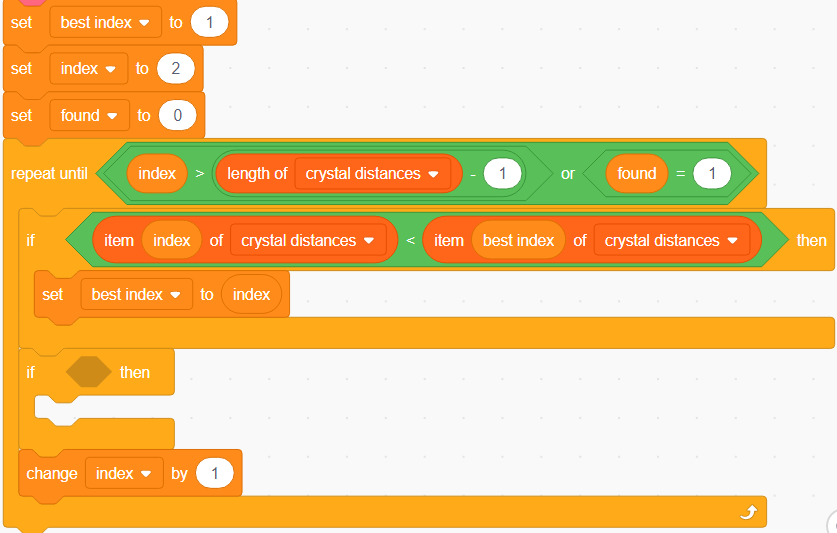 set best index to 1
set index to 2
set found to 0
repeat until index > length of crystal distances - 1 or found = 1
if item index of crystal distances < item best index of crystal distances then
set best index to index
if then
change index by 1